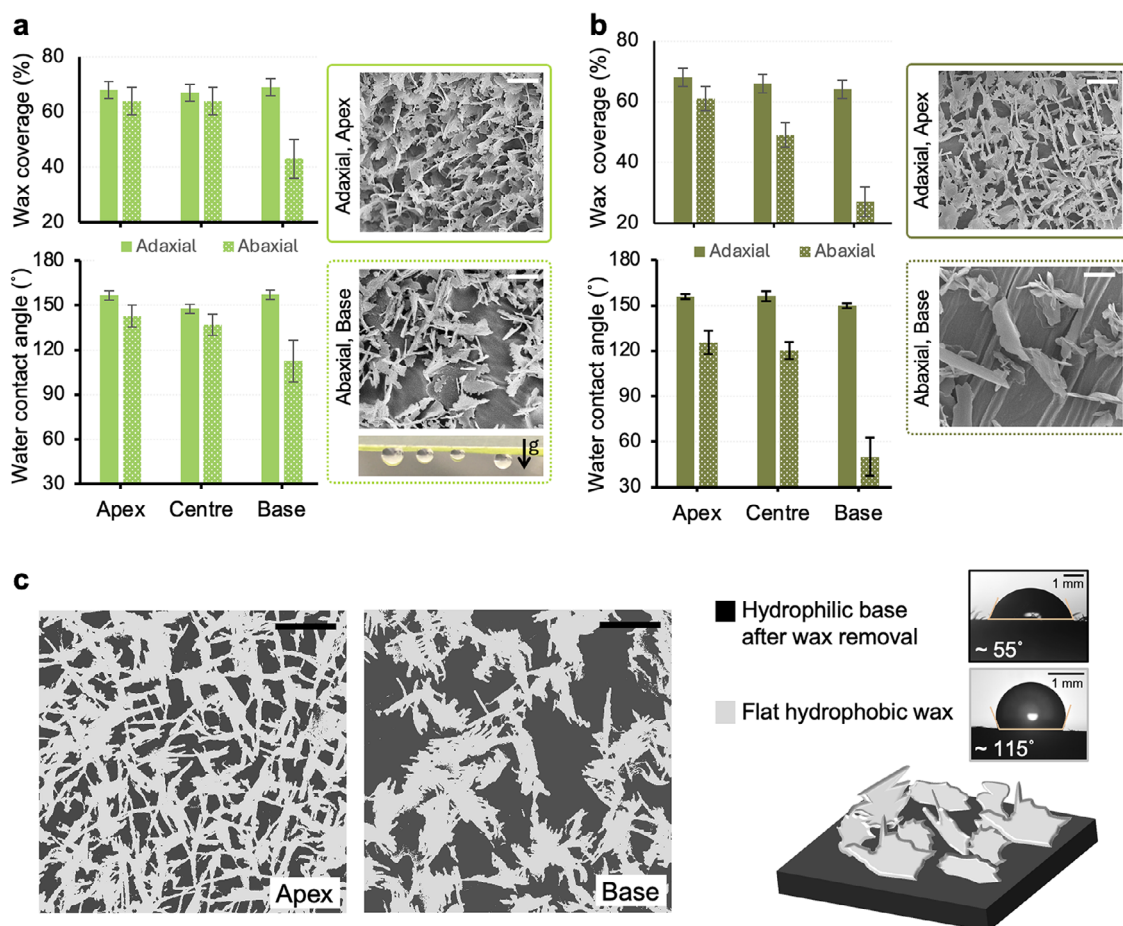 a
Wax coverage (%)
80
60
40
20
Adaxial
Abaxial
Water contact angle (˚)
180
150
120
90
60
30
Apex
Centre
Base
Adaxial, Apex
Abaxial, Base
g
b
Wax coverage (%)
80
60
40
20
Adaxial
Abaxial
Water contact angle (˚)
180
150
120
90
60
30
Apex
Centre
Base
Adaxial, Apex
Abaxial, Base
c
Apex
Base
Hydrophilic base
after wax removal
1 mm
~ 55˚
Flat hydrophobic wax
1 mm
~ 115˚